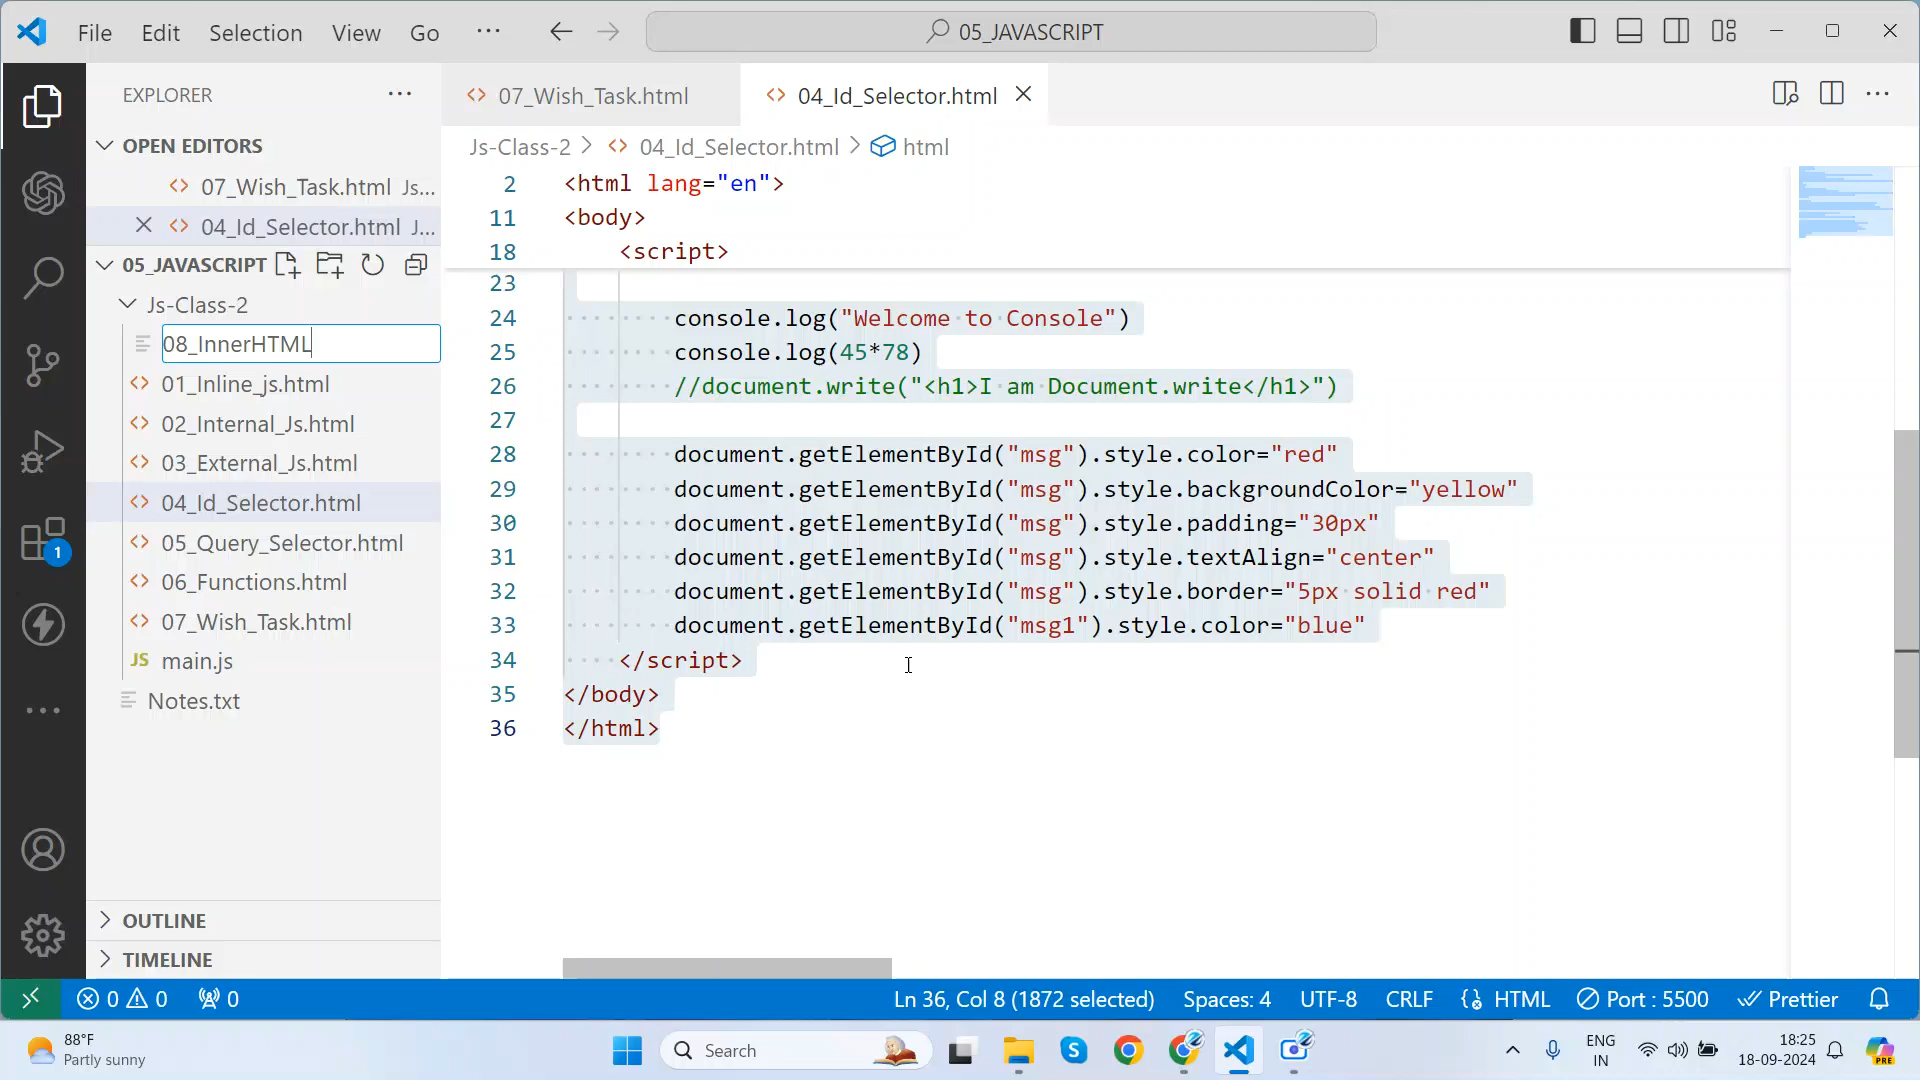 File Edit Selection View Go ··· 05_JAVASCRIPT
EXPLORER ···
OPEN EDITORS
07_Wish_Task.html Js...
04_Id_Selector.html J...
05_JAVASCRIPT
Js-Class-2
08_InnerHTML
01_Inline_js.html
02_Internal_Js.html
03_External_Js.html
04_Id_Selector.html
05_Query_Selector.html
06_Functions.html
07_Wish_Task.html
JS main.js
Notes.txt
OUTLINE
TIMELINE
1
07_Wish_Task.html 04_Id_Selector.html
Js-Class-2 > 04_Id_Selector.html > html
2 <html lang="en">
11 <body>
18 <script>
23
24 console.log("Welcome to Console")
25 console.log(45*78)
26 //document.write("<h1>I am Document.write</h1>")
27
28 document.getElementById("msg").style.color="red"
29 document.getElementById("msg").style.backgroundColor="yellow"
30 document.getElementById("msg").style.padding="30px"
31 document.getElementById("msg").style.textAlign="center"
32 document.getElementById("msg").style.border="5px solid red"
33 document.getElementById("msg1").style.color="blue"
34 </script>
35 </body>
36 </html>
0 0 0 Ln 36, Col 8 (1872 selected) Spaces: 4 UTF-8 CRLF HTML Port : 5500 Prettier
88°F
Partly sunny
Search
ENG
IN
18:25
18-09-2024
PRE